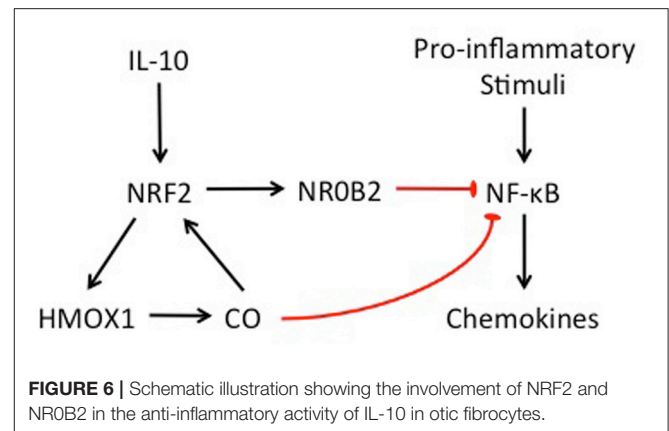 IL-10
Pro-inflammatory
Stimuli
NRF2
NR0B2
NF-κB
HMOX1
CO
Chemokines
FIGURE 6 | Schematic illustration showing the involvement of NRF2 and
NR0B2 in the anti-inflammatory activity of IL-10 in otic fibrocytes.